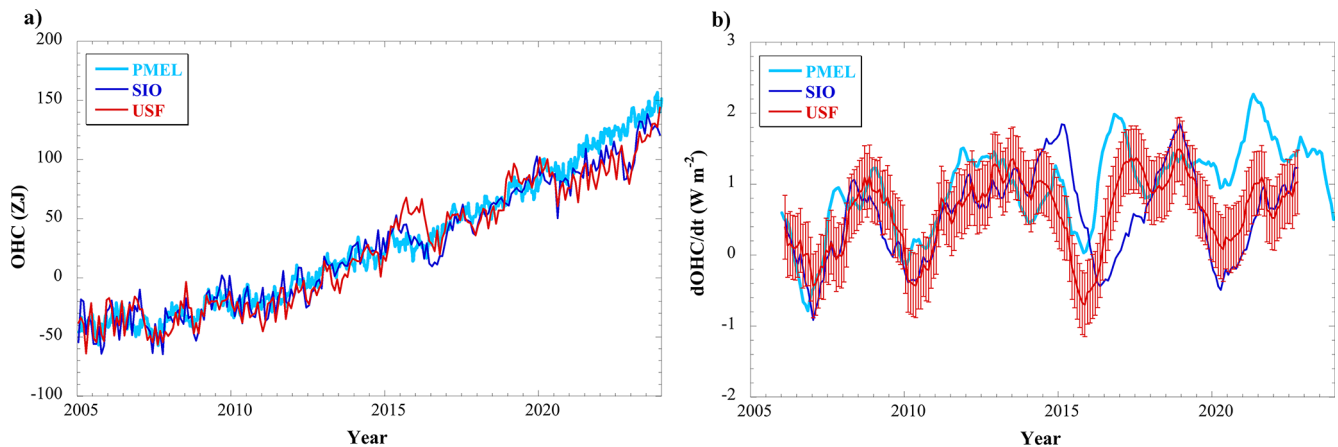 a)
200
150
100
50
0
-50
-100
OHC (ZJ)
PMEL
SIO
USF
2005 2010 2015 2020
Year
b)
3
2
1
0
-1
-2
dOHC/dt (W m-2)
PMEL
SIO
USF
2005 2010 2015 2020
Year